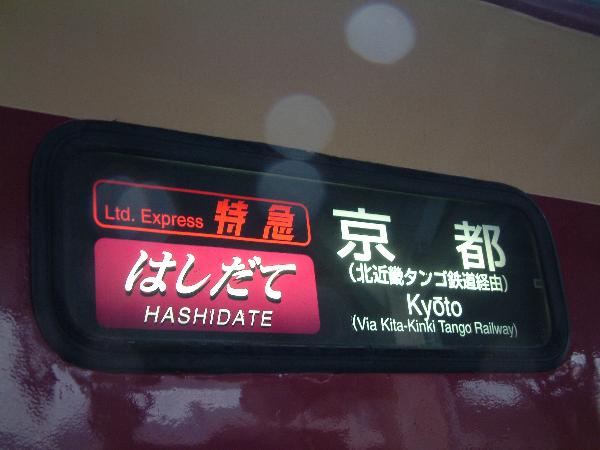 Ltd. Express 特急
はしだて
HASHIDATE
京都
(北近畿タンゴ鉄道経由)
Kyōto
(Via Kita-Kinki Tango Railway)